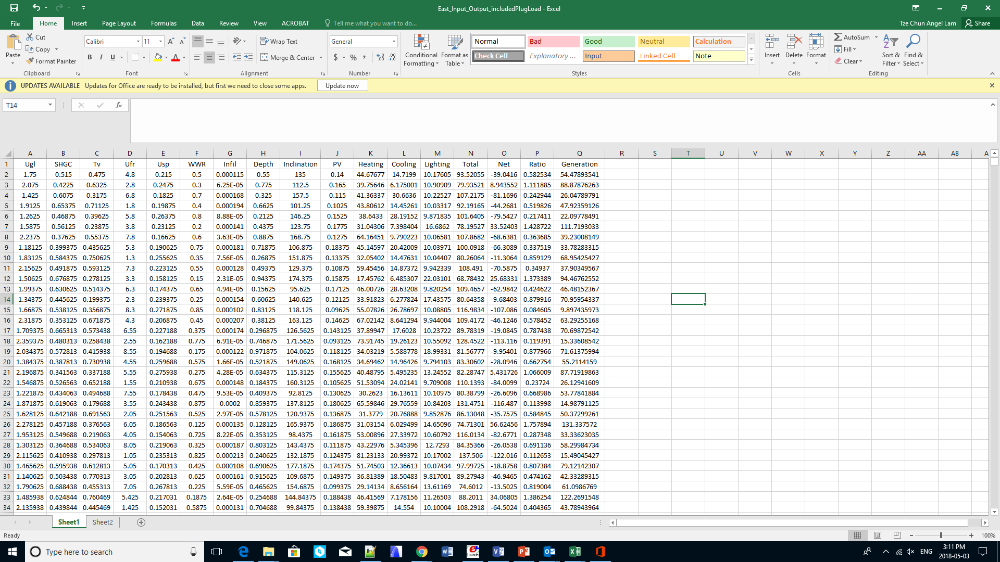 East_Input_Output_includedPlugLoad - Excel
File Home Insert Page Layout Formulas Data Review View ACROBAT Tell me what you want to do... Tze Chun Angel Lam Share
Paste Cut Copy Format Painter Clipboard
Calibri 11 B I U A Font
Wrap Text Merge & Center Alignment
General $ % Number
Conditional Formatting Format as Table
Normal Bad Good Neutral Calculation
Check Cell Explanatory ... Input Linked Cell Note
Styles
Insert Delete Format Cells
AutoSum Fill Clear Sort & Filter Find & Select Editing
UPDATES AVAILABLE Updates for Office are ready to be installed, but first we need to close some apps. Update now
T14 fx
A B C D E F G H I J K L M N O P Q R S T U V W X Y Z AA AB A
1 Ugl SHGC Tv Ufr Usp WWR Infil Depth Inclination PV Heating Cooling Lighting Total Net Ratio Generation
2 1.75 0.515 0.475 4.8 0.215 0.5 0.000115 0.55 135 0.14 44.67677 14.7199 10.17605 93.52055 -39.0416 0.582534 54.47893541
3 2.075 0.4225 0.6325 2.8 0.2475 0.3 6.25E-05 0.775 112.5 0.165 39.75646 6.175001 10.90909 79.93521 8.943552 1.111885 88.87876263
4 1.425 0.6075 0.3175 6.8 0.1825 0.7 0.000168 0.325 157.5 0.115 41.36337 30.6636 10.22527 107.2175 -81.1696 0.242944 26.04789791
5 1.9125 0.65375 0.71125 1.8 0.19875 0.4 0.000194 0.6625 101.25 0.1025 43.80612 14.45261 10.03317 92.19165 -44.2681 0.519826 47.92359126
6 1.2625 0.46875 0.39625 5.8 0.26375 0.8 8.88E-05 0.2125 146.25 0.1525 38.6433 28.19152 9.871835 101.6405 -79.5427 0.217411 22.09778491
7 1.5875 0.56125 0.23875 3.8 0.23125 0.2 0.000141 0.4375 123.75 0.1775 31.04306 7.398404 16.6862 78.19527 33.52403 1.428722 111.7193033
8 2.2375 0.37625 0.55375 7.8 0.16625 0.6 3.63E-05 0.8875 168.75 0.1275 64.16451 9.790223 10.06581 107.8682 -68.6381 0.363685 39.23008149
9 1.18125 0.399375 0.435625 5.3 0.190625 0.75 0.000181 0.71875 106.875 0.18375 45.14597 20.42009 10.03971 100.0918 -66.3089 0.337519 33.78283315
10 1.83125 0.584375 0.750625 1.3 0.255625 0.35 7.56E-05 0.26875 151.875 0.13375 32.05402 14.47631 10.04407 80.26064 -11.3064 0.859129 68.95425427
11 2.15625 0.491875 0.593125 7.3 0.223125 0.55 0.000128 0.49375 129.375 0.10875 59.45456 14.87372 9.942339 108.491 -70.5875 0.34937 37.90349567
12 1.50625 0.676875 0.278125 3.3 0.158125 0.15 2.31E-05 0.94375 174.375 0.15875 17.45762 6.485307 22.03101 68.78432 25.68331 1.373389 94.46762552
13 1.99375 0.630625 0.514375 6.3 0.174375 0.65 4.94E-05 0.15625 95.625 0.17125 46.00726 28.63208 9.820254 109.4657 -62.9842 0.424622 46.48152367
14 1.34375 0.445625 0.199375 2.3 0.239375 0.25 0.000154 0.60625 140.625 0.12125 33.91823 6.277824 17.43575 80.64358 -9.68403 0.879916 70.95954337
15 1.66875 0.538125 0.356875 8.3 0.271875 0.85 0.000102 0.83125 118.125 0.09625 55.07826 26.78697 10.08805 116.9834 -107.086 0.084605 9.897435973
16 2.31875 0.353125 0.671875 4.3 0.206875 0.45 0.000207 0.38125 163.125 0.14625 67.02142 8.641294 9.944004 109.4172 -46.1246 0.578452 63.29255168
17 1.709375 0.665313 0.573438 6.55 0.227188 0.375 0.000174 0.296875 126.5625 0.143125 37.89947 17.6028 10.23722 89.78319 -19.0845 0.787438 70.69872542
18 2.359375 0.480313 0.258438 2.55 0.162188 0.775 6.91E-05 0.746875 171.5625 0.093125 73.91745 19.26123 10.55092 128.4522 -113.116 0.119391 15.33608542
19 2.034375 0.572813 0.415938 8.55 0.194688 0.175 0.000122 0.971875 104.0625 0.118125 34.03219 5.588778 18.99331 81.56777 -9.95401 0.877966 71.61375994
20 1.384375 0.387813 0.730938 4.55 0.259688 0.575 1.66E-05 0.521875 149.0625 0.168125 34.69462 14.96426 9.794103 83.30602 -28.0946 0.662754 55.2114159
21 2.196875 0.341563 0.337188 5.55 0.275938 0.275 4.28E-05 0.634375 115.3125 0.155625 40.48795 5.495235 13.24552 82.28747 5.431726 1.066009 87.71919863
22 1.546875 0.526563 0.652188 1.55 0.210938 0.675 0.000148 0.184375 160.3125 0.105625 51.53094 24.02141 9.709008 110.1393 -84.0099 0.23724 26.12941609
23 1.221875 0.434063 0.494688 7.55 0.178438 0.475 9.53E-05 0.409375 92.8125 0.130625 30.2623 16.13611 10.10975 80.38799 -26.6096 0.668986 53.77841884
24 1.871875 0.619063 0.179688 3.55 0.243438 0.875 0.0002 0.859375 137.8125 0.180625 65.59846 29.76559 10.84203 131.4751 -116.487 0.113998 14.98791125
25 1.628125 0.642188 0.691563 2.05 0.251563 0.525 2.97E-05 0.578125 120.9375 0.136875 31.3779 20.76888 9.852876 86.13048 -35.7575 0.584845 50.37299261
26 2.278125 0.457188 0.376563 6.05 0.186563 0.125 0.000135 0.128125 165.9375 0.186875 31.03154 6.029499 14.65096 74.71301 56.62456 1.757894 131.337572
27 1.953125 0.549688 0.219063 4.05 0.154063 0.725 8.22E-05 0.353125 98.4375 0.161875 53.00896 27.33972 10.60792 116.0134 -82.6771 0.287348 33.33623035
28 1.303125 0.364688 0.534063 8.05 0.219063 0.325 0.000187 0.803125 143.4375 0.111875 43.22976 5.345396 12.7293 84.35366 -26.0538 0.691136 58.29984734
29 2.115625 0.410938 0.297813 1.05 0.235313 0.825 0.000213 0.240625 132.1875 0.124375 81.23133 20.99372 10.17002 137.506 -122.016 0.112653 15.49045427
30 1.465625 0.595938 0.612813 5.05 0.170313 0.425 0.000108 0.690625 177.1875 0.174375 51.74503 12.36613 10.07434 97.99725 -18.8758 0.807384 79.12142307
31 1.140625 0.503438 0.770313 3.05 0.202813 0.625 0.000161 0.915625 109.6875 0.149375 36.81389 18.50483 9.817001 89.27943 -46.9465 0.474162 42.33289315
32 1.790625 0.688438 0.455313 7.05 0.267813 0.225 5.59E-05 0.465625 154.6875 0.099375 29.14134 8.656164 13.61169 74.6012 -13.5025 0.819004 61.0986769
33 1.485938 0.624844 0.760469 5.425 0.217031 0.1875 2.64E-05 0.254688 144.84375 0.188438 46.41569 7.178156 11.26503 88.2011 34.06805 1.386254 122.2691548
34 2.135938 0.439844 0.445469 1.425 0.152031 0.5875 0.000131 0.704688 99.84375 0.138438 59.39875 14.554 10.10004 108.2918 -64.5024 0.404365 43.78943964
Sheet1 Sheet2
Ready 100%
Type here to search ENG 3:11 PM
2018-05-03